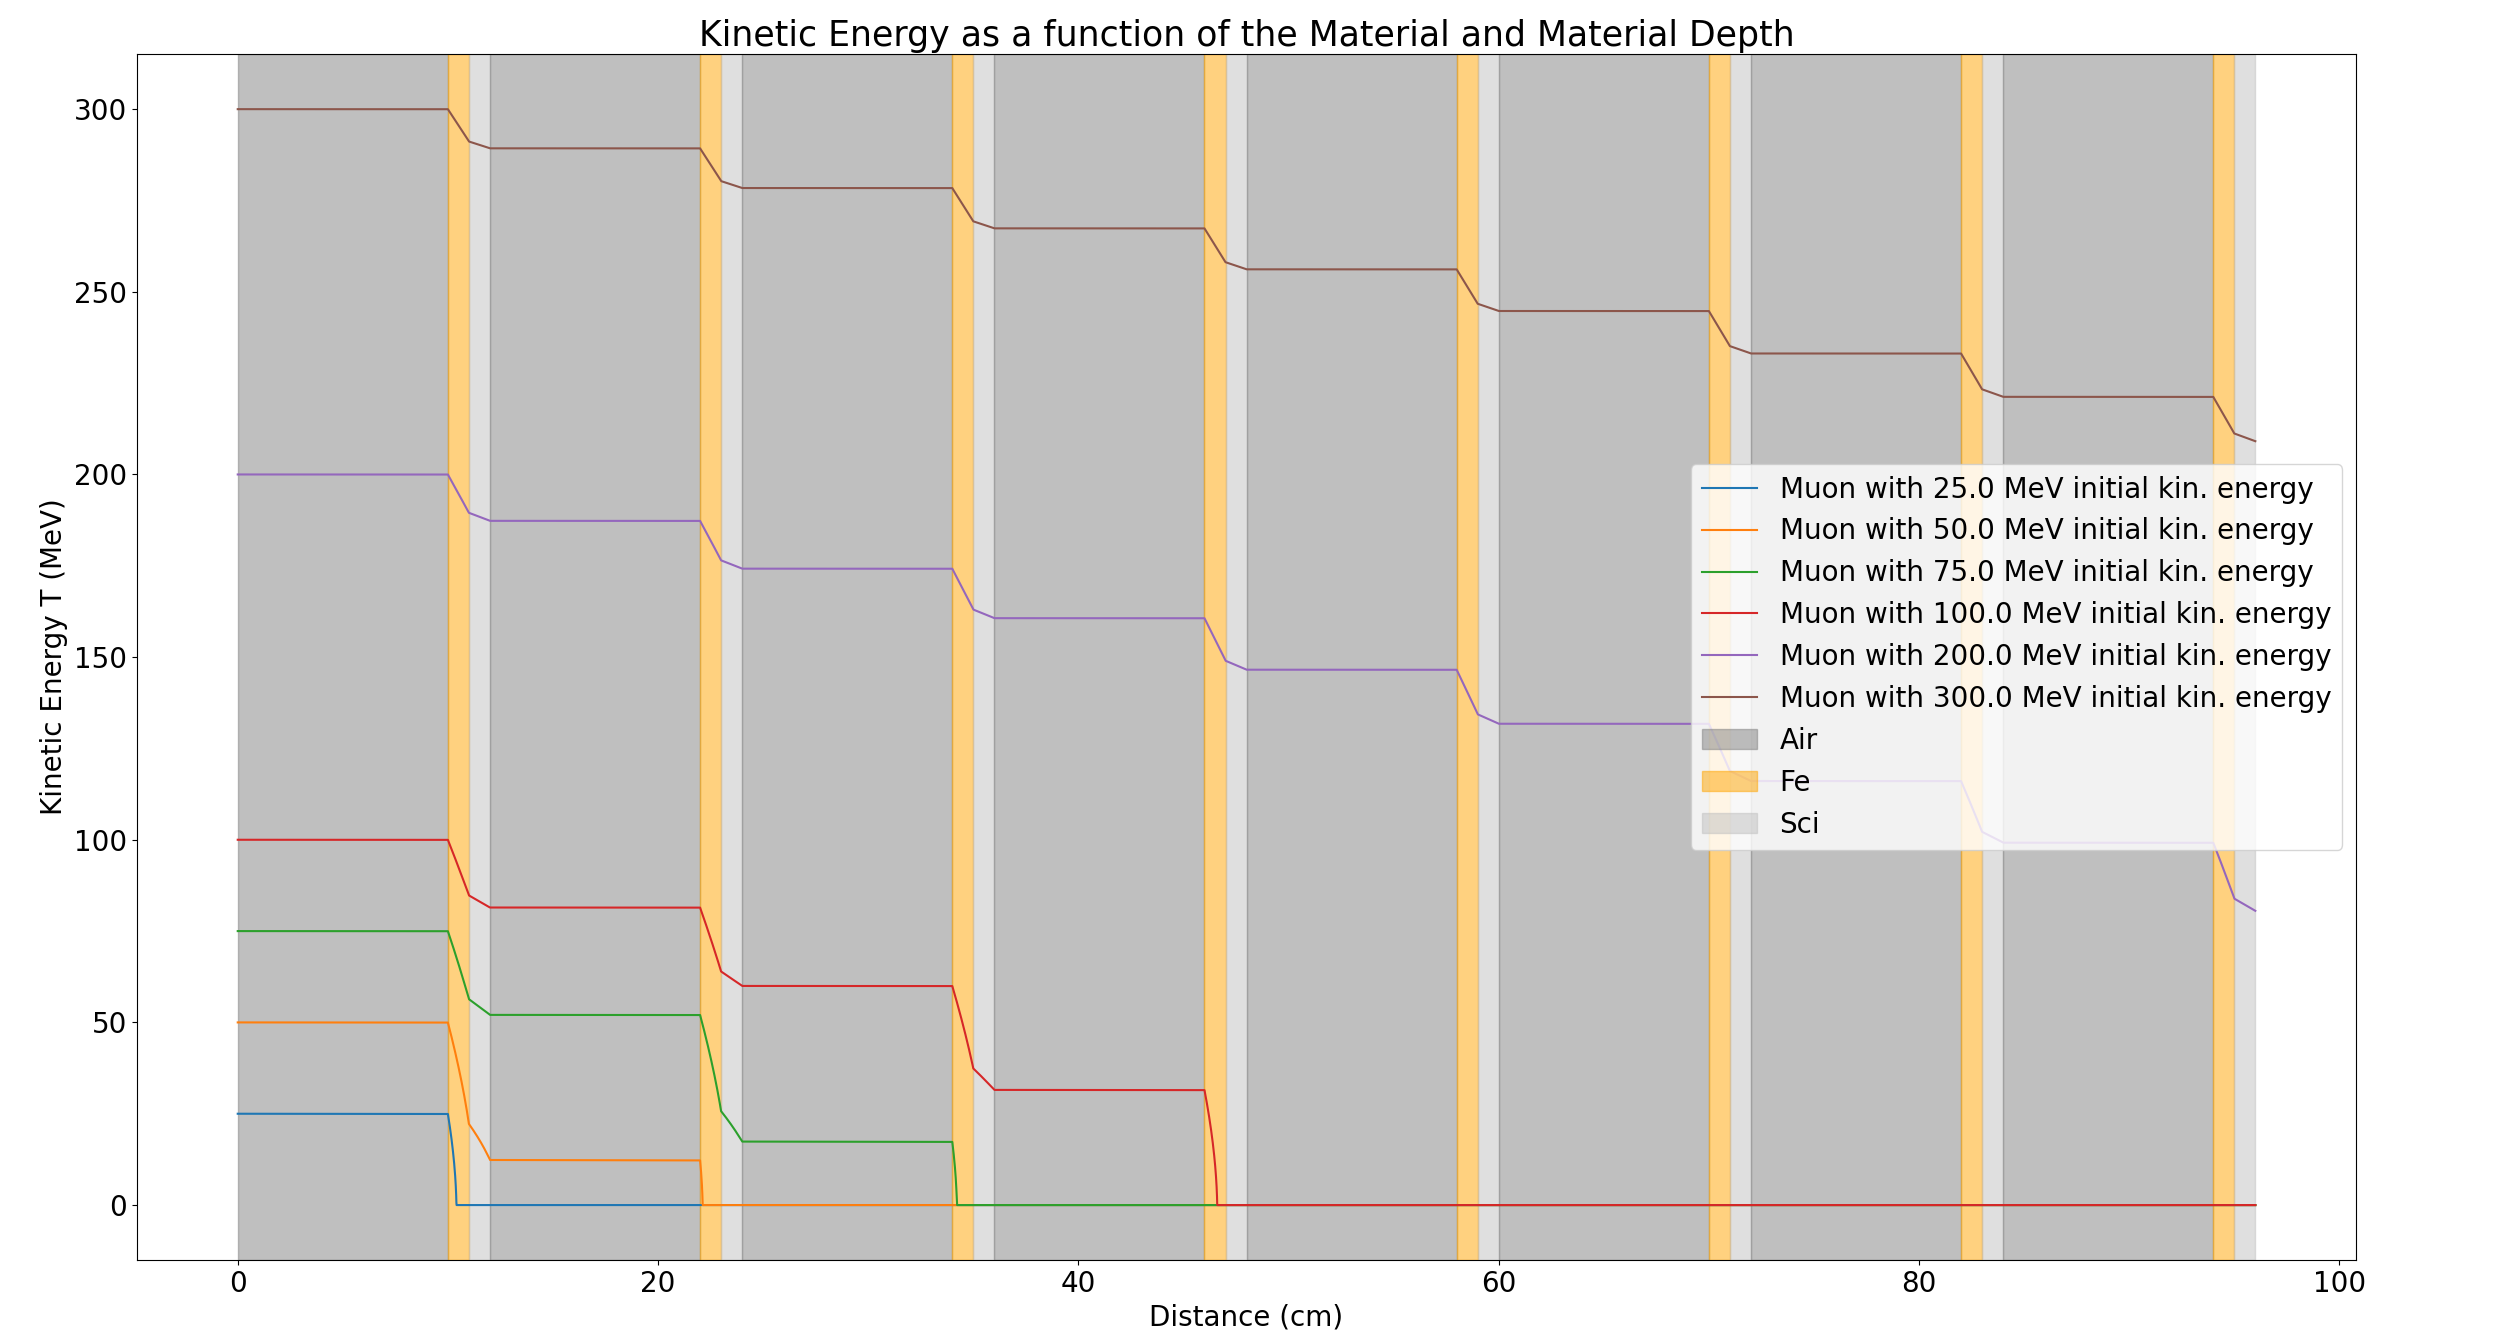 Kinetic Energy as a function of the Material and Material Depth
Kinetic Energy T (MeV)
300
250
200
150
100
50
0
Muon with 25.0 MeV initial kin. energy
Muon with 50.0 MeV initial kin. energy
Muon with 75.0 MeV initial kin. energy
Muon with 100.0 MeV initial kin. energy
Muon with 200.0 MeV initial kin. energy
Muon with 300.0 MeV initial kin. energy
Air
Fe
Sci
0 20 40 60 80 100
Distance (cm)